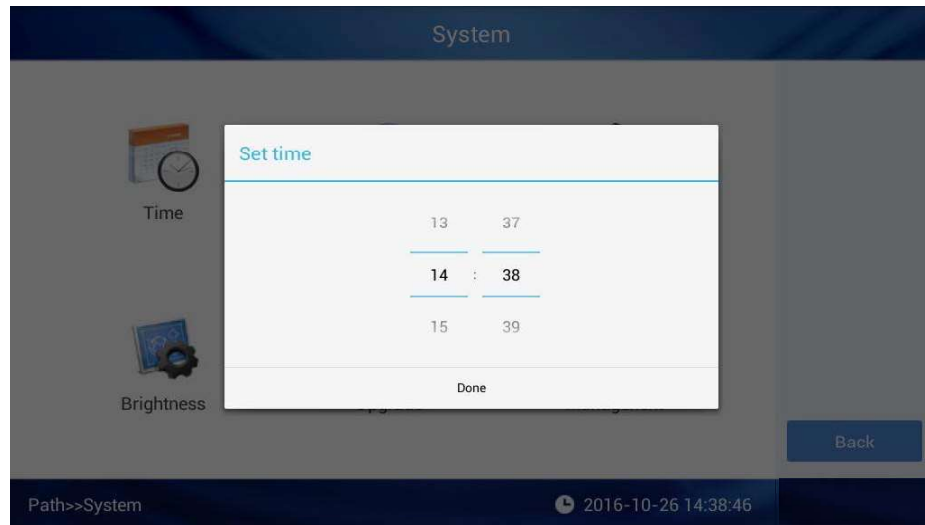 System
Set time
Time
13 37
14 : 38
15 39
Done
Brightness
Back
Path>>System 2016-10-26 14:38:46